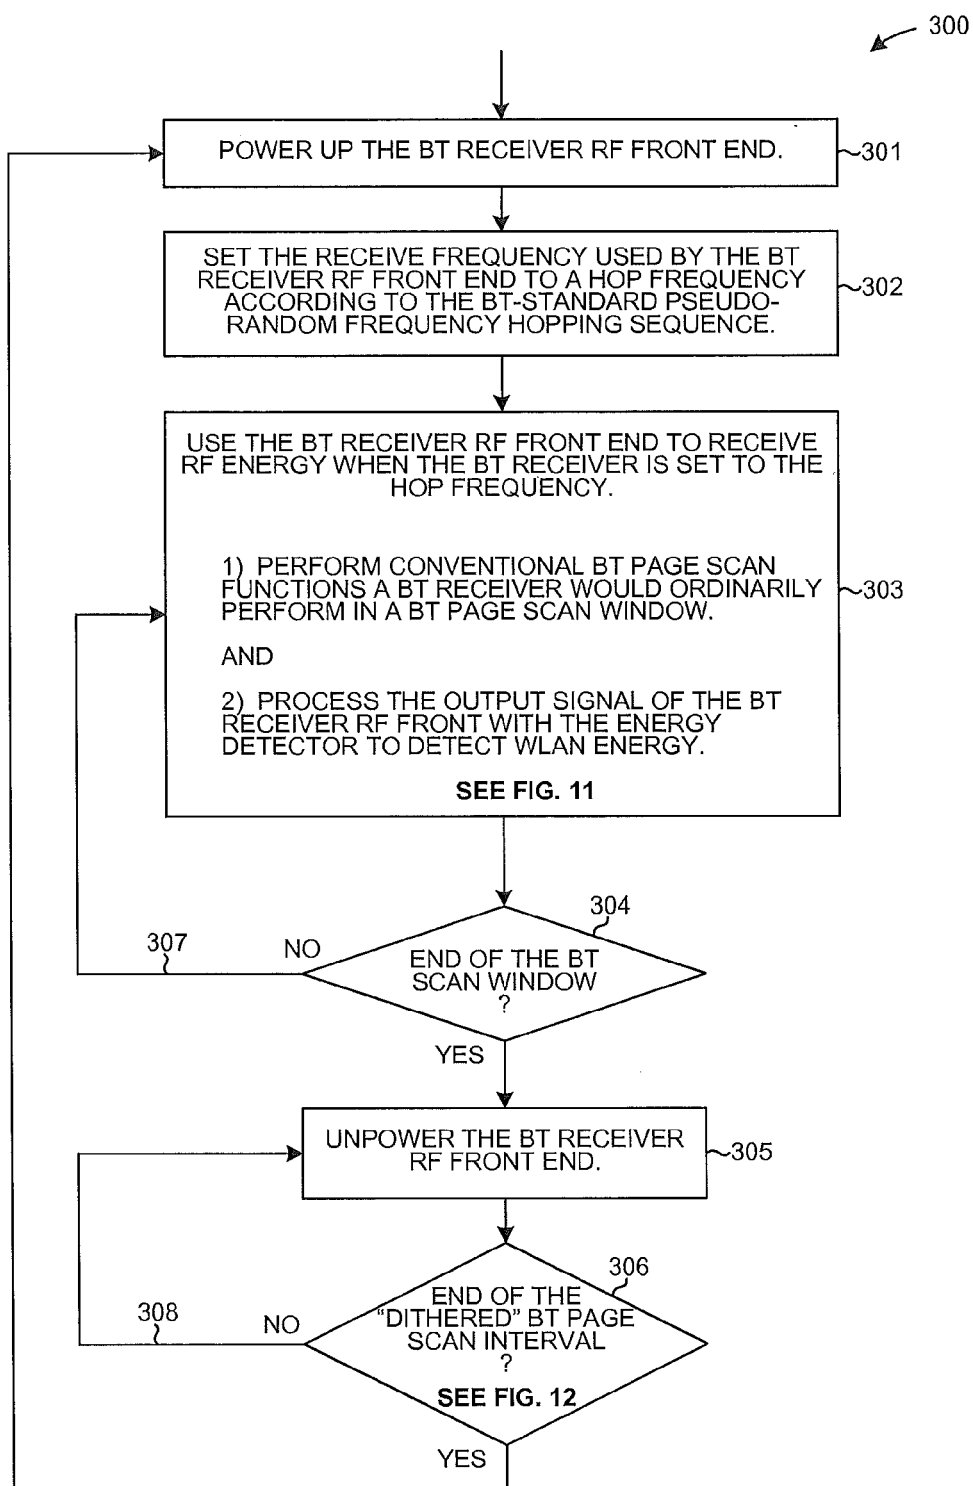 300
POWER UP THE BT RECEIVER RF FRONT END.
301
SET THE RECEIVE FREQUENCY USED BY THE BT
RECEIVER RF FRONT END TO A HOP FREQUENCY
ACCORDING TO THE BT-STANDARD PSEUDO-
RANDOM FREQUENCY HOPPING SEQUENCE.
302
USE THE BT RECEIVER RF FRONT END TO RECEIVE
RF ENERGY WHEN THE BT RECEIVER IS SET TO THE
HOP FREQUENCY.
1) PERFORM CONVENTIONAL BT PAGE SCAN
FUNCTIONS A BT RECEIVER WOULD ORDINARILY
PERFORM IN A BT PAGE SCAN WINDOW.
303
AND
2) PROCESS THE OUTPUT SIGNAL OF THE BT
RECEIVER RF FRONT WITH THE ENERGY
DETECTOR TO DETECT WLAN ENERGY.
SEE FIG. 11
304
307
NO
END OF THE BT
SCAN WINDOW
?
YES
UNPOWER THE BT RECEIVER
RF FRONT END.
305
306
308
NO
END OF THE
"DITHERED" BT PAGE
SCAN INTERVAL
?
SEE FIG. 12
YES